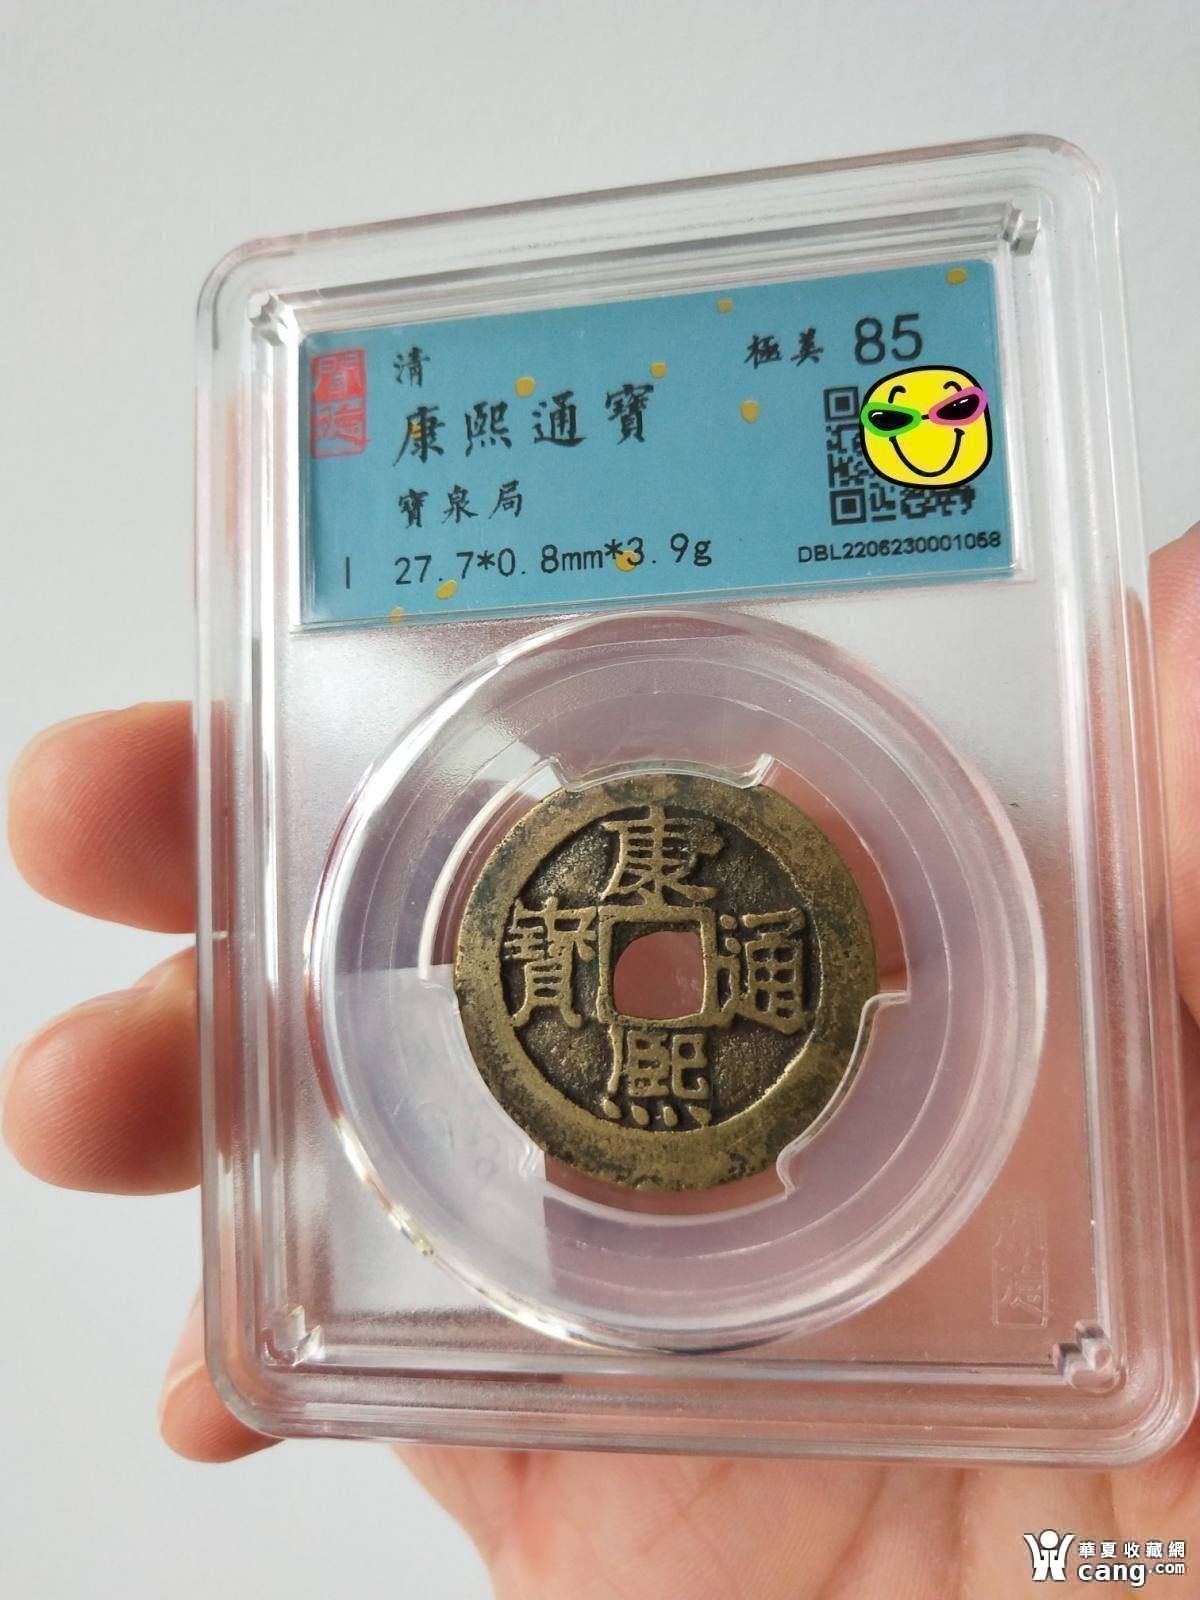 清
極美 85
康熙通寶
寶泉局
27.7*0.8mm*3.9g
DBL2206230001058
康熙通寶
華夏收藏網
cang.com